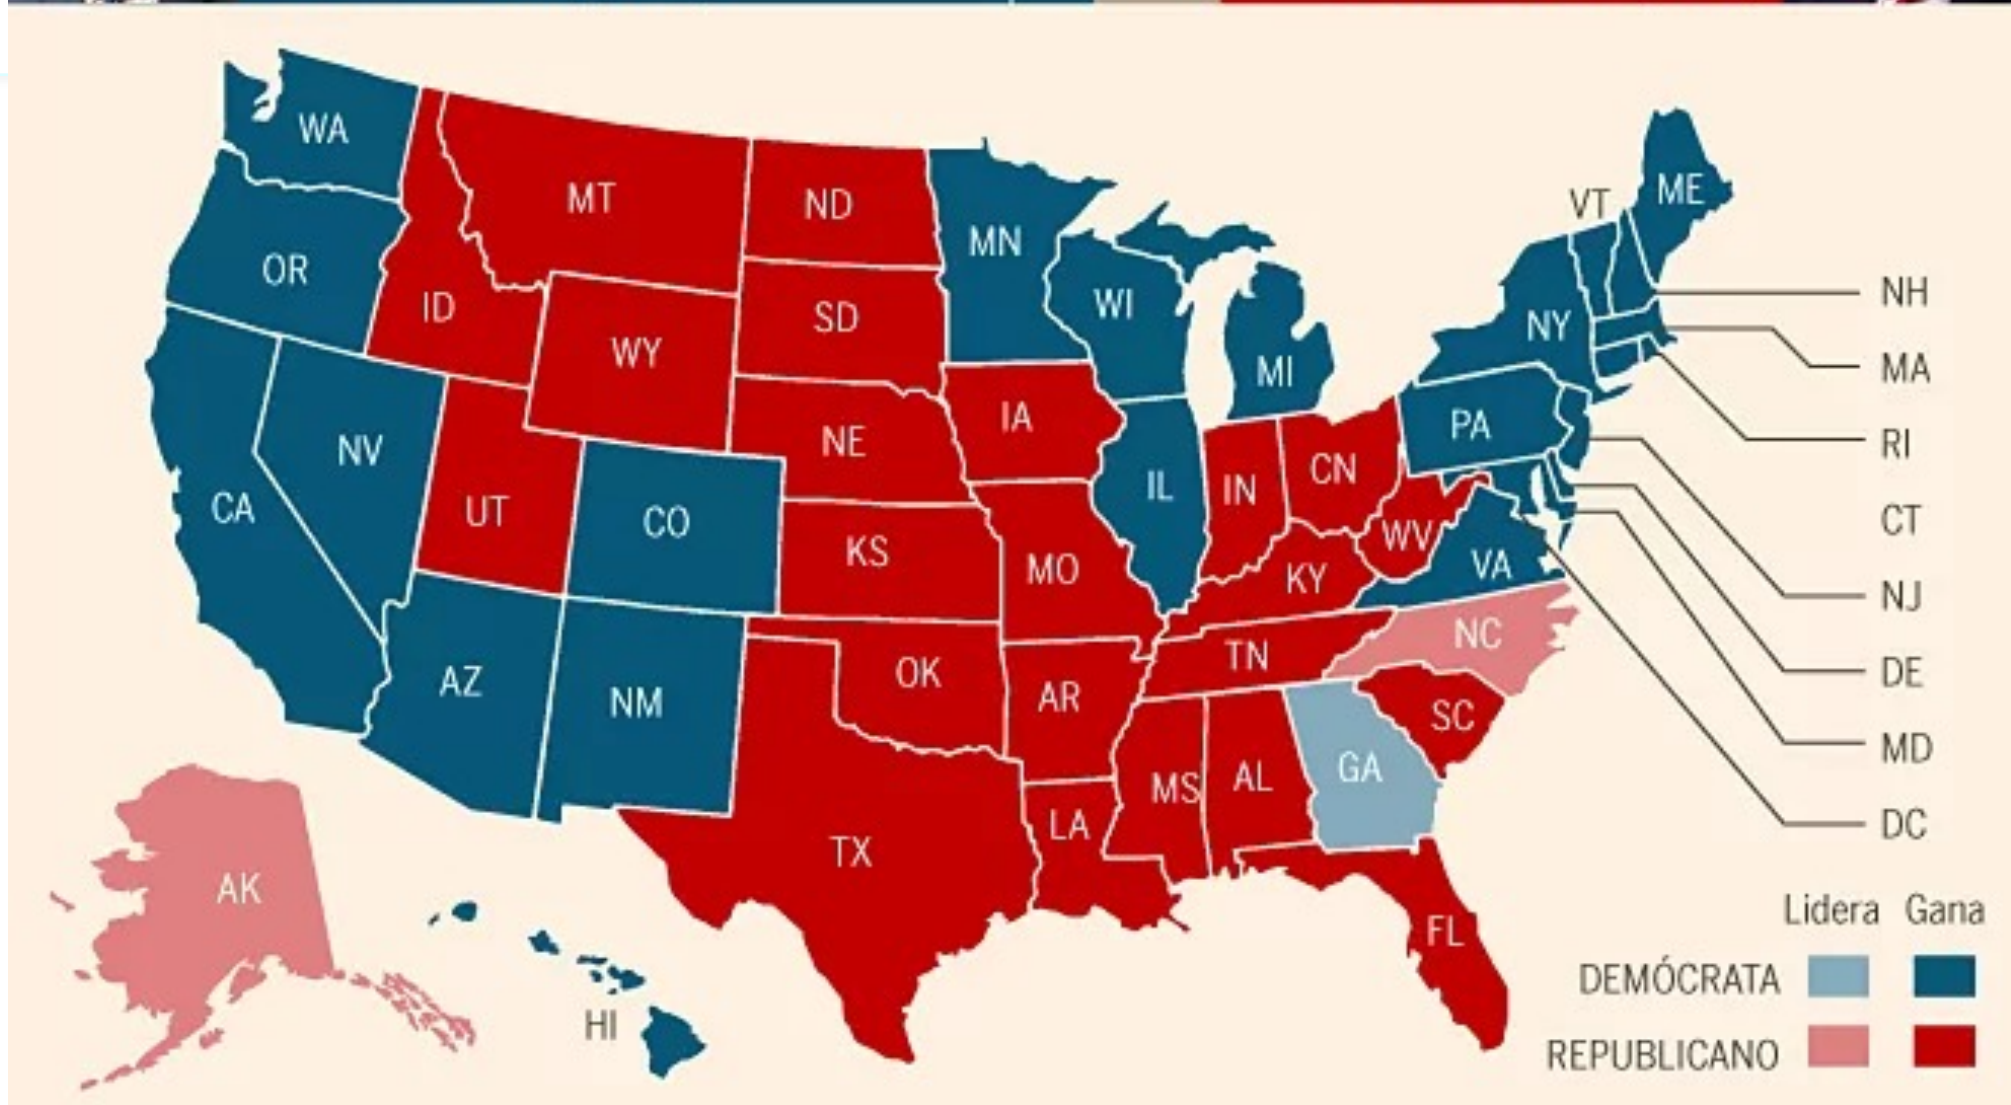 WA
MT
ND
MN
VT
ME
OR
ID
SD
WI
NH
WY
NY
MI
MA
IA
NE
PA
NV
CN
RI
IN
IL
UT
CA
CO
CT
KS
WV
MO
VA
KY
NJ
NC
TN
OK
DE
AZ
AR
NM
SC
MD
GA
AL
MS
LA
DC
TX
AK
FL
HI
Lidera Gana
DEMÓCRATA
REPUBLICANO